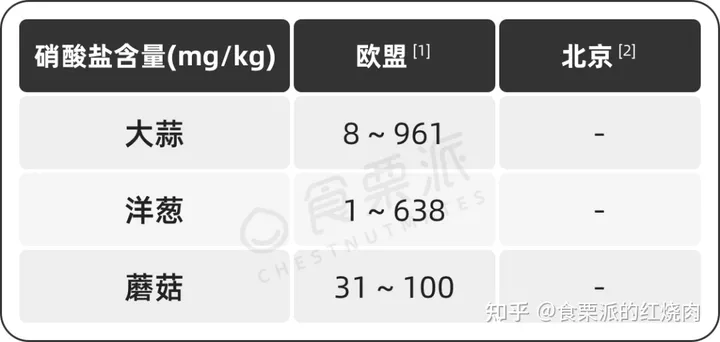 硝酸盐含量(mg/kg) 欧盟 [1] 北京 [2]
大蒜 8 ~ 961 -
洋葱 1 ~ 638 -
蘑菇 31 ~ 100 -
食栗派
CHESTNUTMATES
知乎 @食栗派的红烧肉